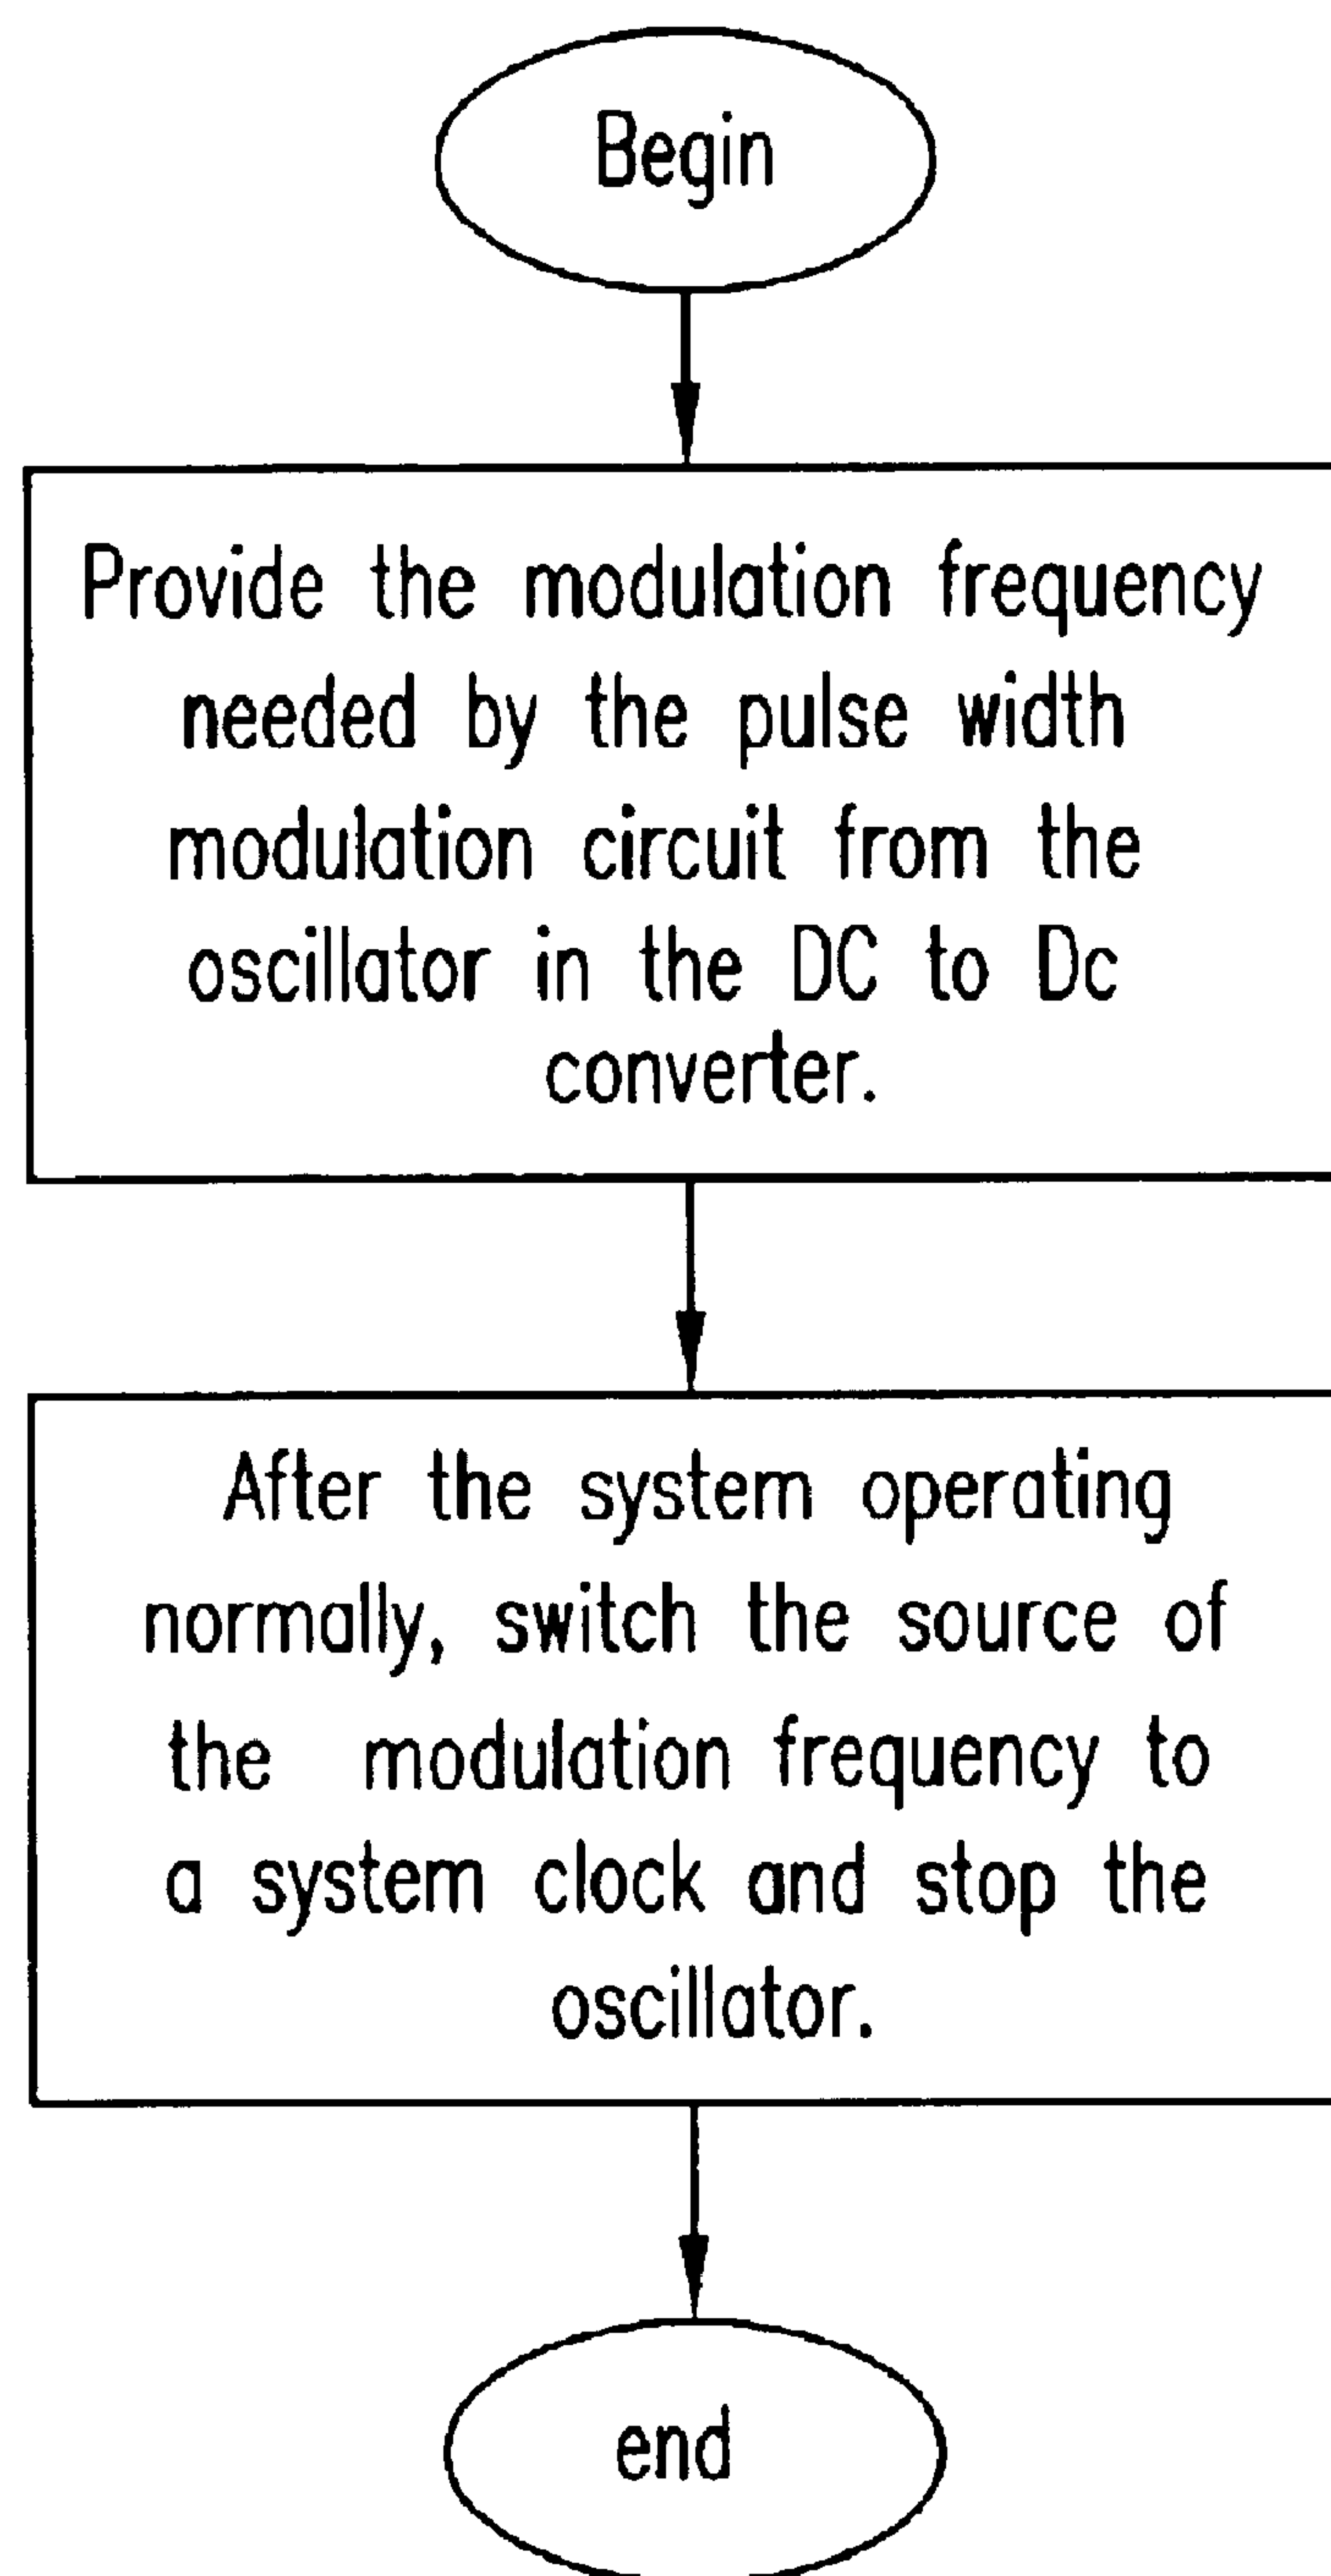 Begin
Provide the modulation frequency
needed by the pulse width
modulation circuit from the
oscillator in the DC to Dc
converter.
After the system operating
normally, switch the source of
the modulation frequency to
a system clock and stop the
oscillator.
end